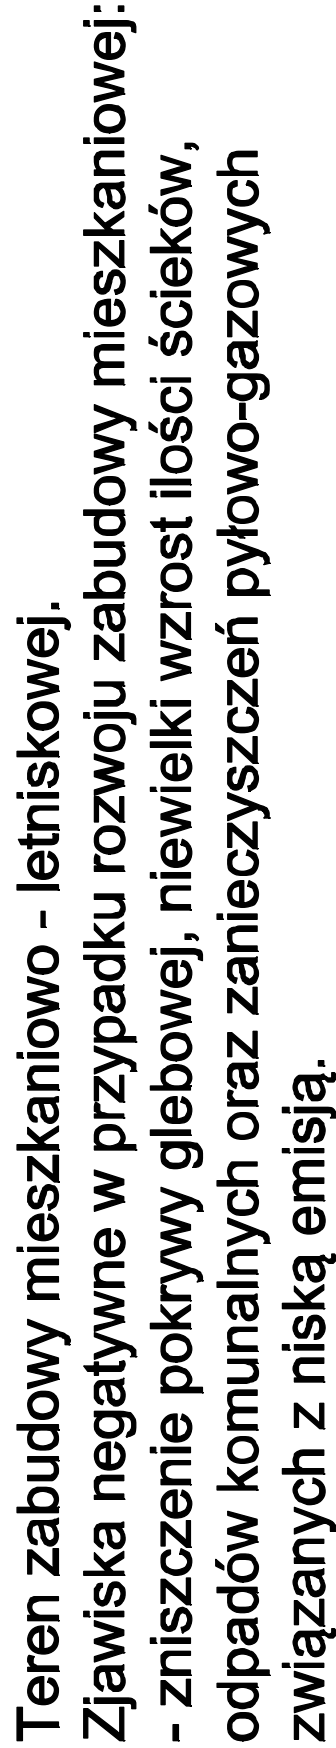 Teren zabudowy mieszkaniowo - letniskowej.
Zjawiska negatywne w przypadku rozwoju zabudowy mieszkaniowej:
- zniszczenie pokrywy glebowej, niewielki wzrost ilości ścieków,
odpadów komunalnych oraz zanieczyszczeń pyłowo-gazowych
związanych z niską emisją.